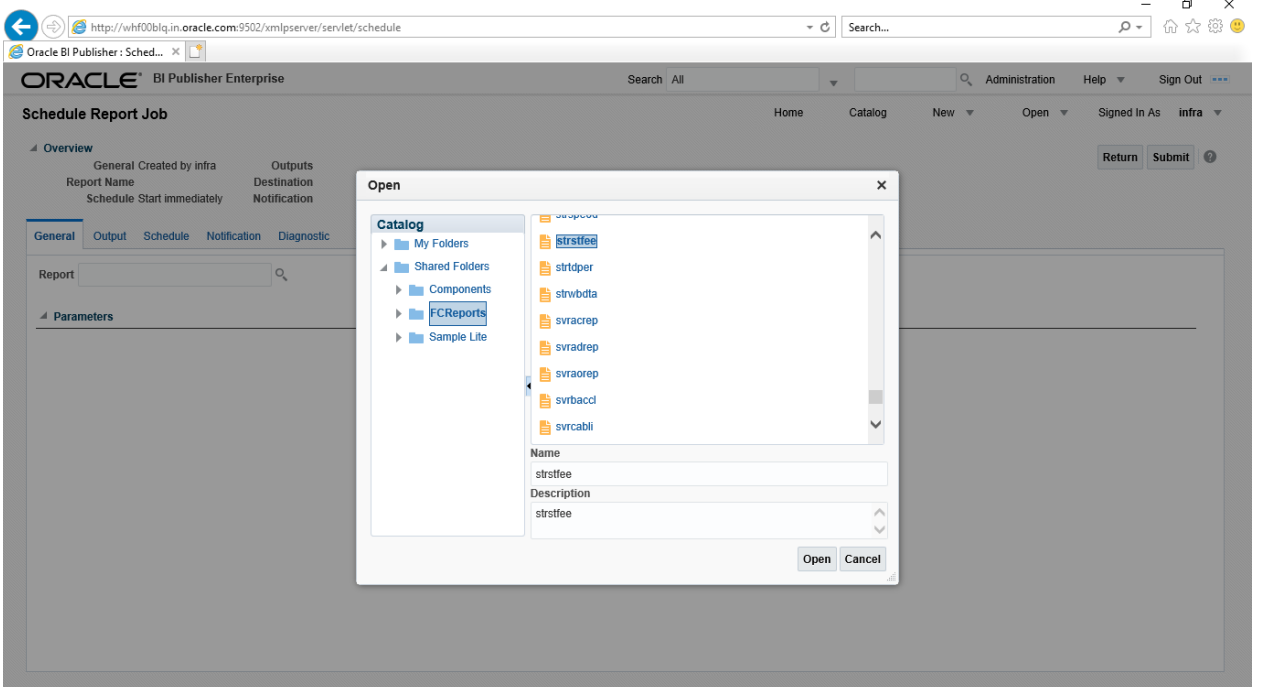 http://whf00blq.in.oracle.com:9502/xmlpserver/servlet/schedule
Search...
Oracle BI Publisher : Sched...
ORACLE BI Publisher Enterprise
Search All
Administration Help Sign Out
Schedule Report Job
Home Catalog New Open Signed In As infra
Overview
General Created by infra Outputs
Report Name Destination
Schedule Start immediately Notification
Return Submit
General Output Schedule Notification Diagnostic
Report
Parameters
Open
Catalog
My Folders
Shared Folders
Components
FCReports
Sample Lite
strstfee
strtdper
strwbdta
svracrep
svradrep
svraorep
svrbaccl
svrcabli
Name
strstfee
Description
strstfee
Open Cancel